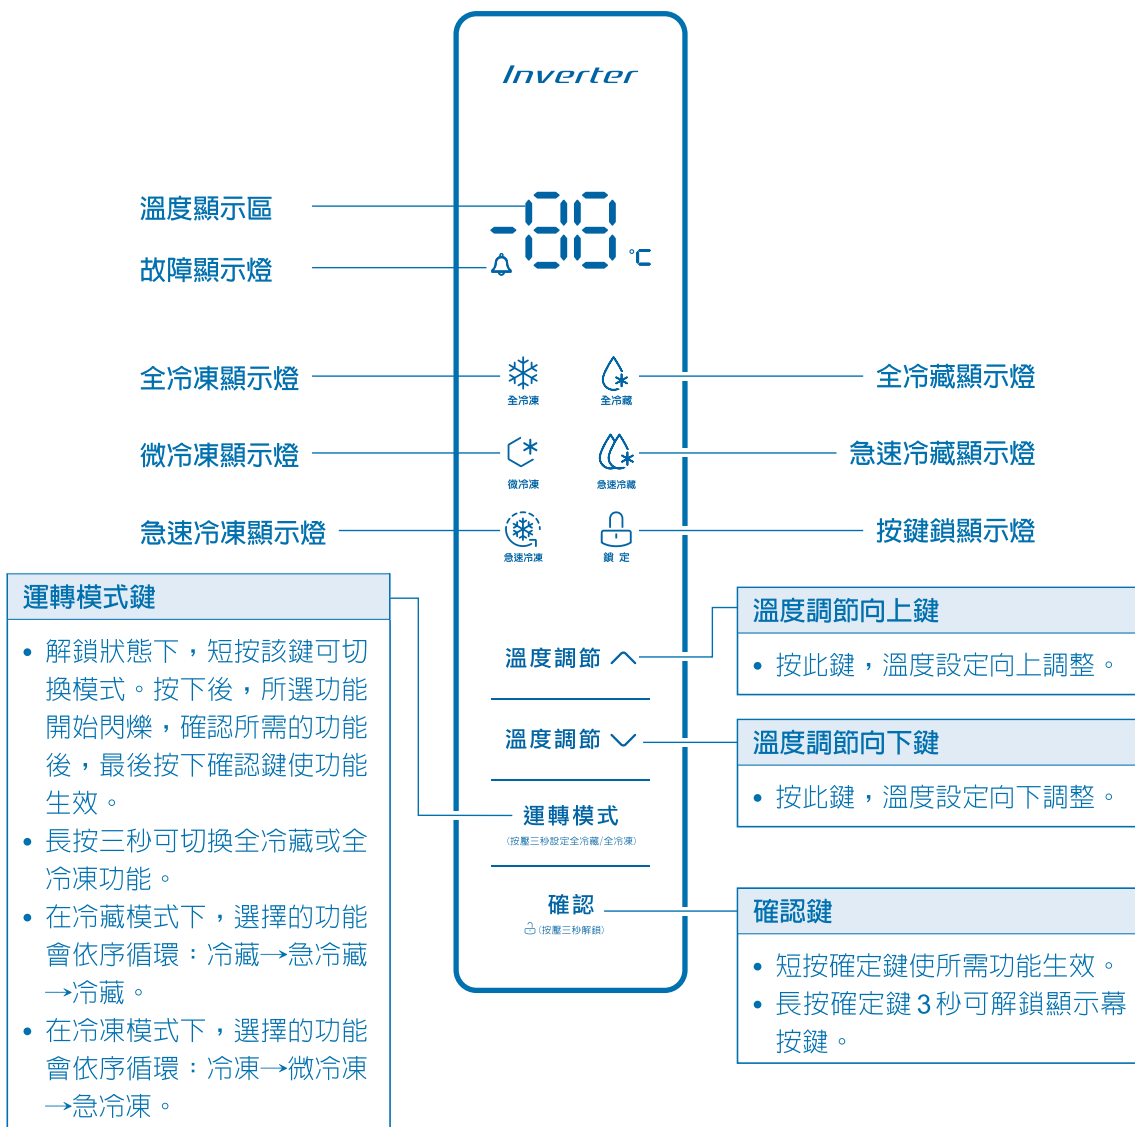 Inverter
溫度顯示區
-88
°C
故障顯示燈
全冷凍顯示燈
全冷凍
全冷藏
全冷藏顯示燈
微冷凍顯示燈
微冷凍
急速冷藏
急速冷藏顯示燈
急速冷凍顯示燈
急速冷凍
鎖 定
按鍵鎖顯示燈
運轉模式鍵
• 解鎖狀態下，短按該鍵可切
換模式。按下後，所選功能
開始閃爍，確認所需的功能
後，最後按下確認鍵使功能
生效。
• 長按三秒可切換全冷藏或全
冷凍功能。
• 在冷藏模式下，選擇的功能
會依序循環：冷藏→急冷藏
→冷藏。
• 在冷凍模式下，選擇的功能
會依序循環：冷凍→微冷凍
→急冷凍。
溫度調節
溫度調節
運轉模式
(按壓三秒設定全冷藏/全冷凍)
確認
(按壓三秒解鎖)
溫度調節向上鍵
• 按此鍵，溫度設定向上調整。
溫度調節向下鍵
• 按此鍵，溫度設定向下調整。
確認鍵
• 短按確定鍵使所需功能生效。
• 長按確定鍵 3 秒可解鎖顯示幕
按鍵。